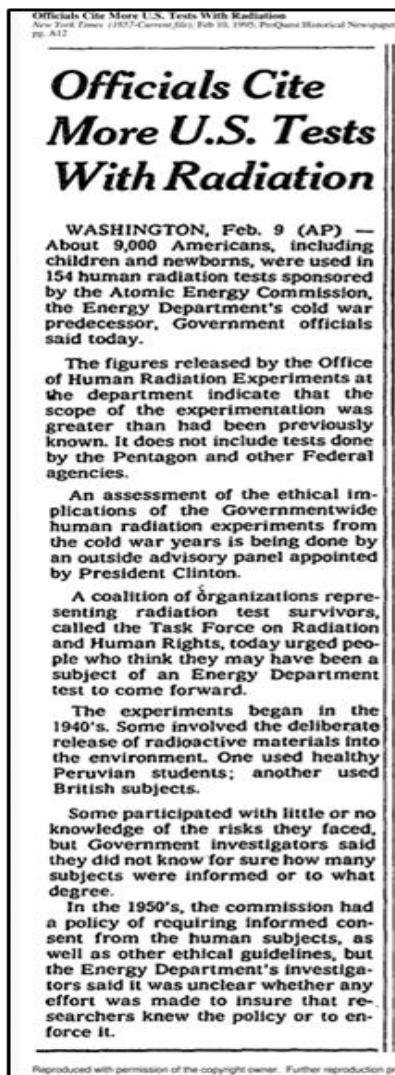 Officials Cite More U.S. Tests With Radiation
New York Times (1857-Current file); Feb 10, 1995; ProQuest Historical Newspaper
pg. A12
Officials Cite
More U.S. Tests
With Radiation
WASHINGTON, Feb. 9 (AP) —
About 9,000 Americans, including
children and newborns, were used in
154 human radiation tests sponsored
by the Atomic Energy Commission,
the Energy Department's cold war
predecessor, Government officials
said today.
The figures released by the Office
of Human Radiation Experiments at
the department indicate that the
scope of the experimentation was
greater than had been previously
known. It does not include tests done
by the Pentagon and other Federal
agencies.
An assessment of the ethical im-
plications of the Governmentwide
human radiation experiments from
the cold war years is being done by
an outside advisory panel appointed
by President Clinton.
A coalition of organizations repre-
senting radiation test survivors,
called the Task Force on Radiation
and Human Rights, today urged peo-
ple who think they may have been a
subject of an Energy Department
test to come forward.
The experiments began in the
1940's. Some involved the deliberate
release of radioactive materials into
the environment. One used healthy
Peruvian students; another used
British subjects.
Some participated with little or no
knowledge of the risks they faced,
but Government investigators said
they did not know for sure how many
subjects were informed or to what
degree.
In the 1950's, the commission had
a policy of requiring informed con-
sent from the human subjects, as
well as other ethical guidelines, but
the Energy Department's investiga-
tors said it was unclear whether any
effort was made to insure that re-
searchers knew the policy or to en-
force it.
Reproduced with permission of the copyright owner. Further reproduction pr